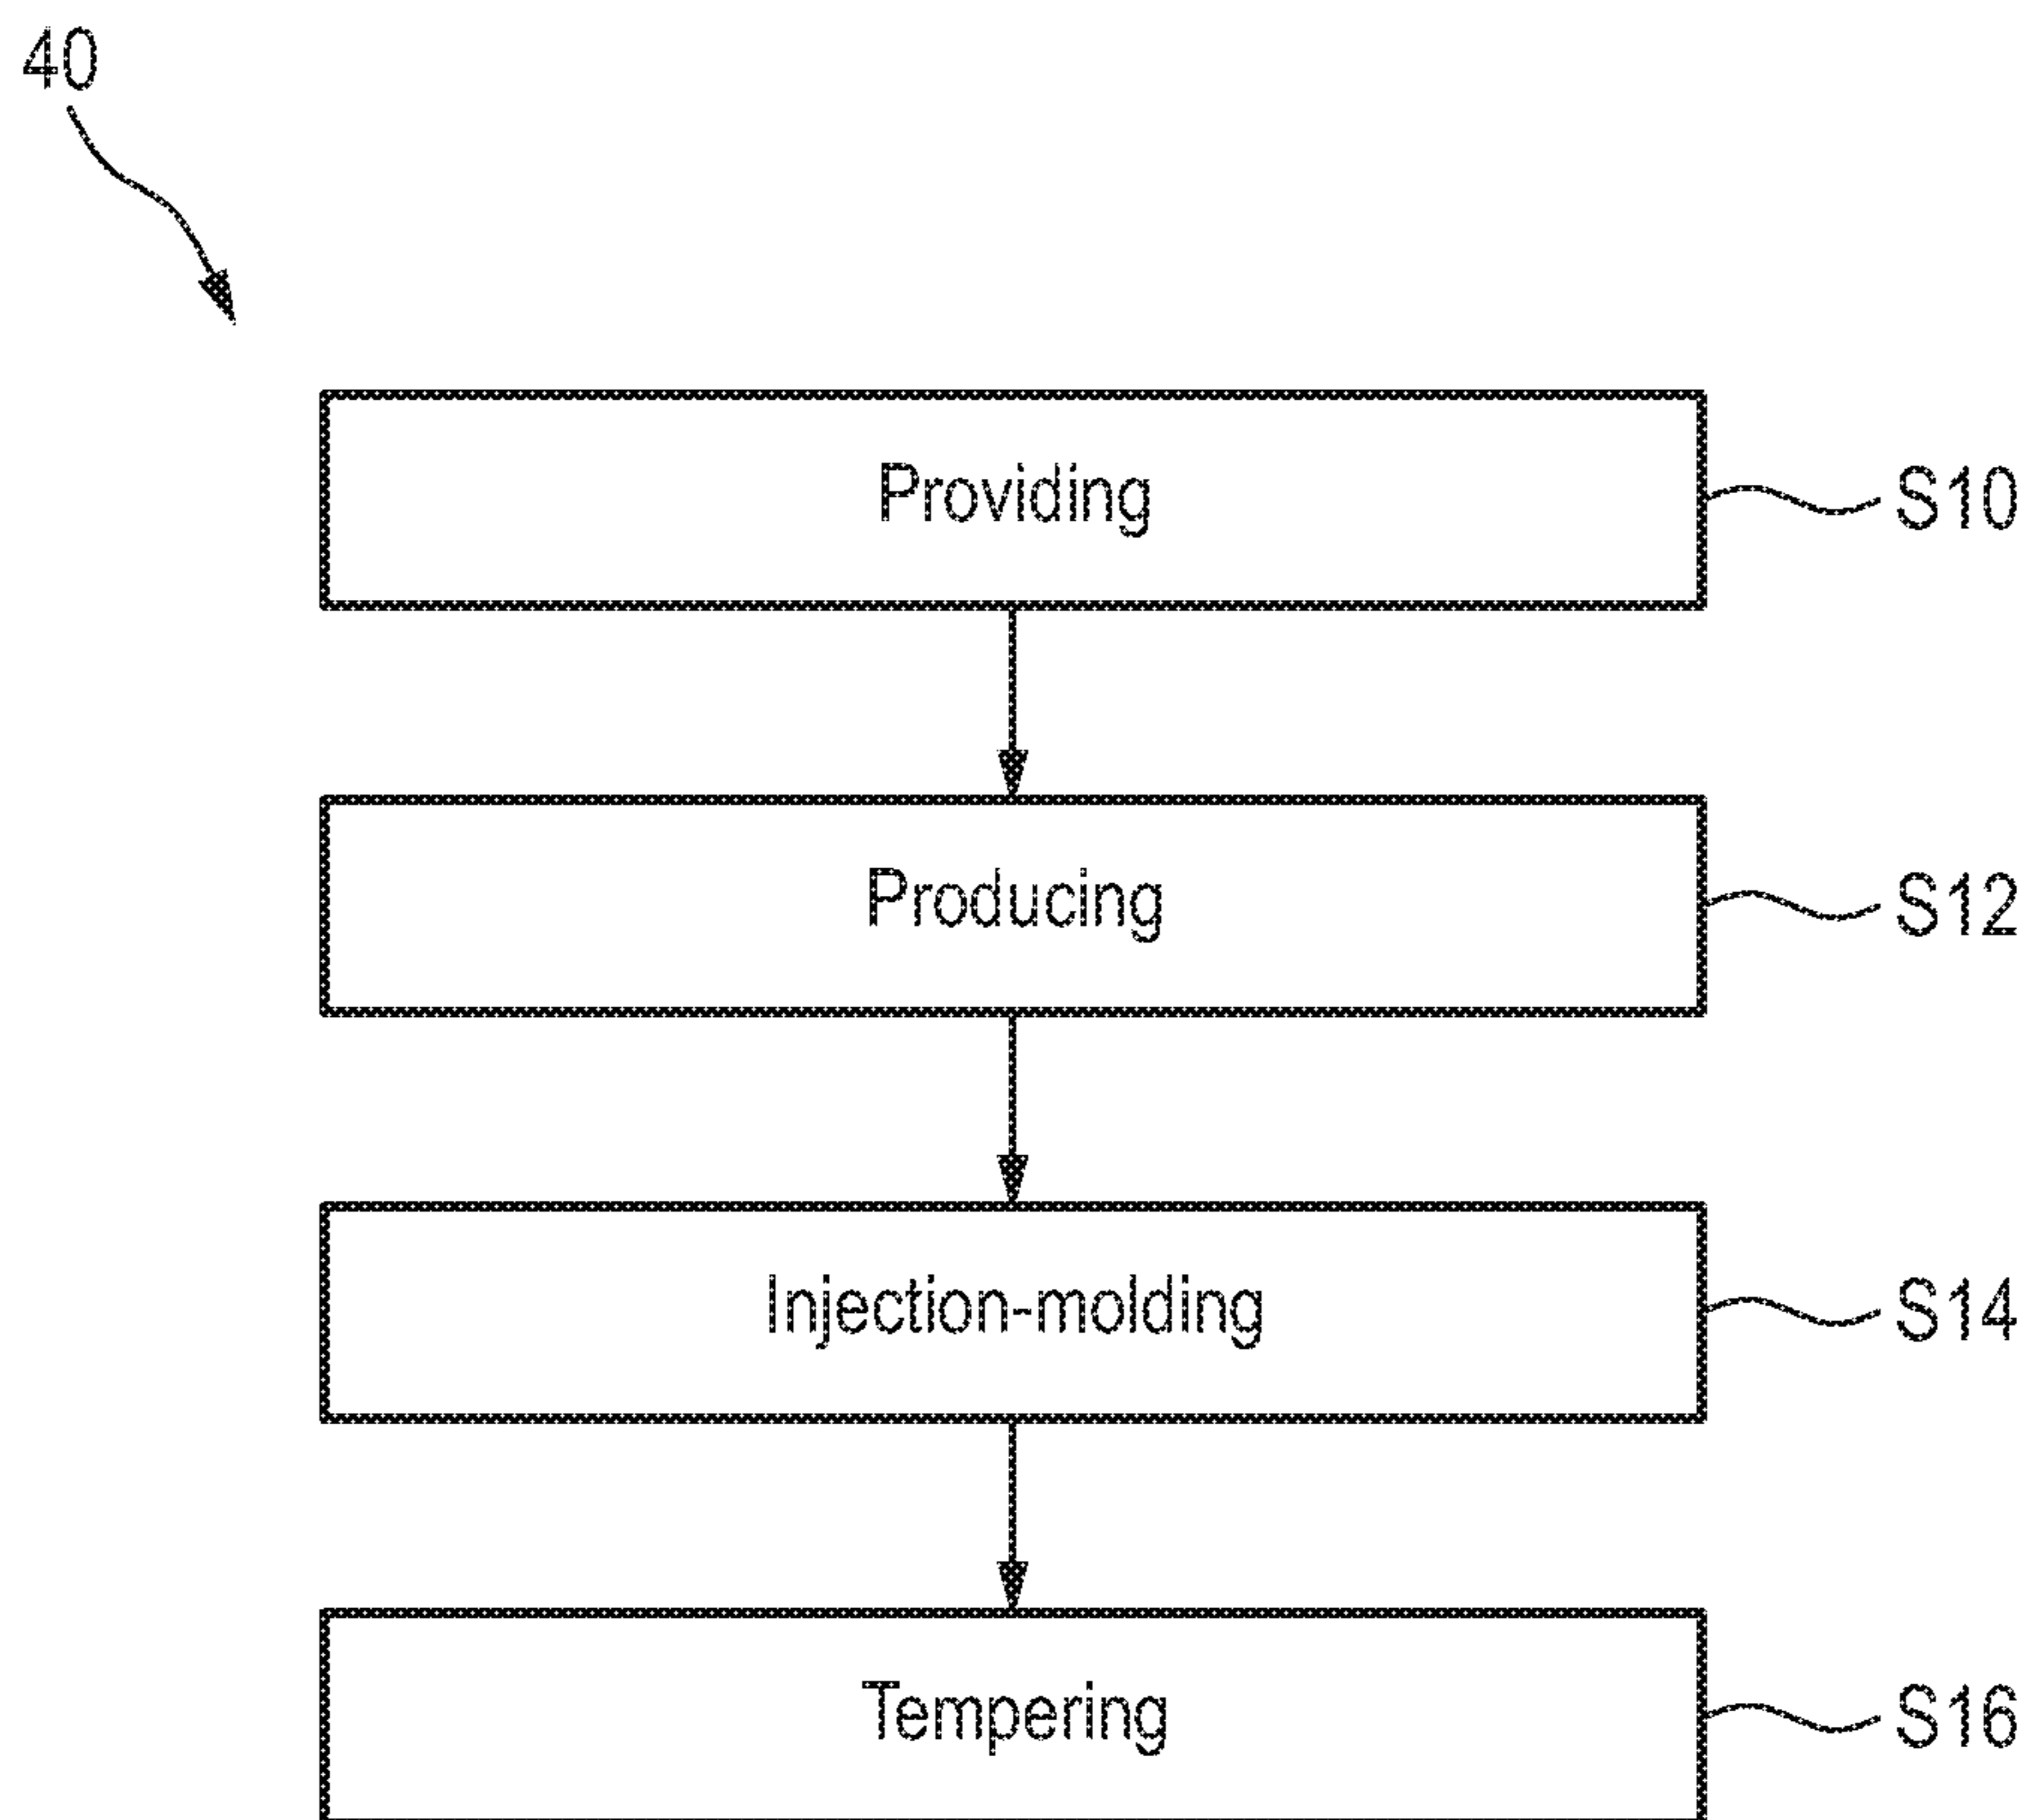 40
Providing
S10
Producing
S12
Injection-molding
S14
Tempering
S16